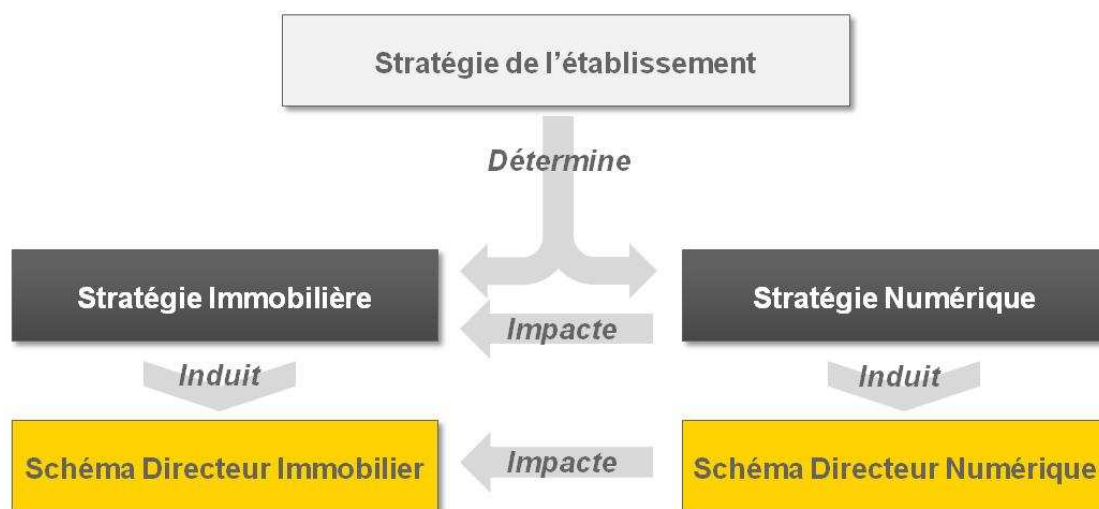 Stratégie de l’établissement
Détermine
Stratégie Immobilière
Stratégie Numérique
Impacte
Induit
Induit
Schéma Directeur Immobilier
Impacte
Schéma Directeur Numérique